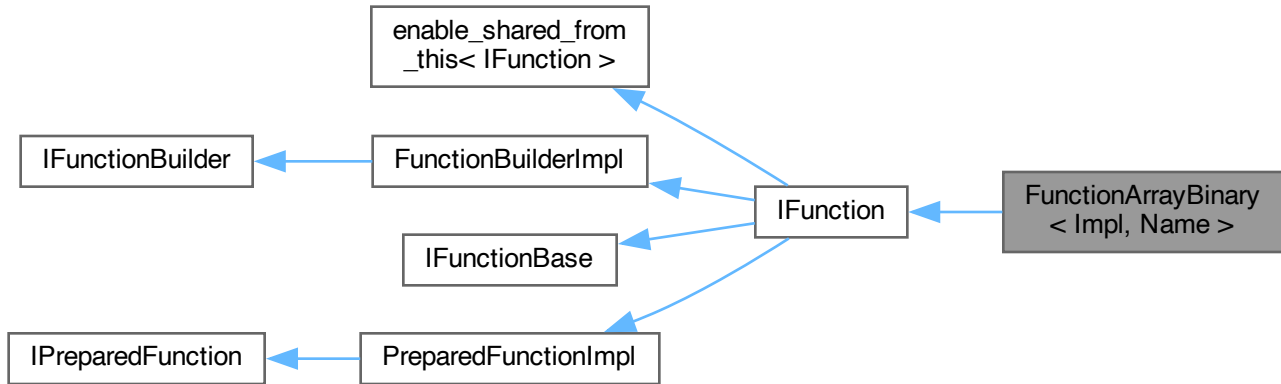 enable_shared_from
_this< IFunction >
IFunctionBuilder
FunctionBuilderImpl
IFunction
FunctionArrayBinary
< Impl, Name >
IFunctionBase
IPreparedFunction
PreparedFunctionImpl